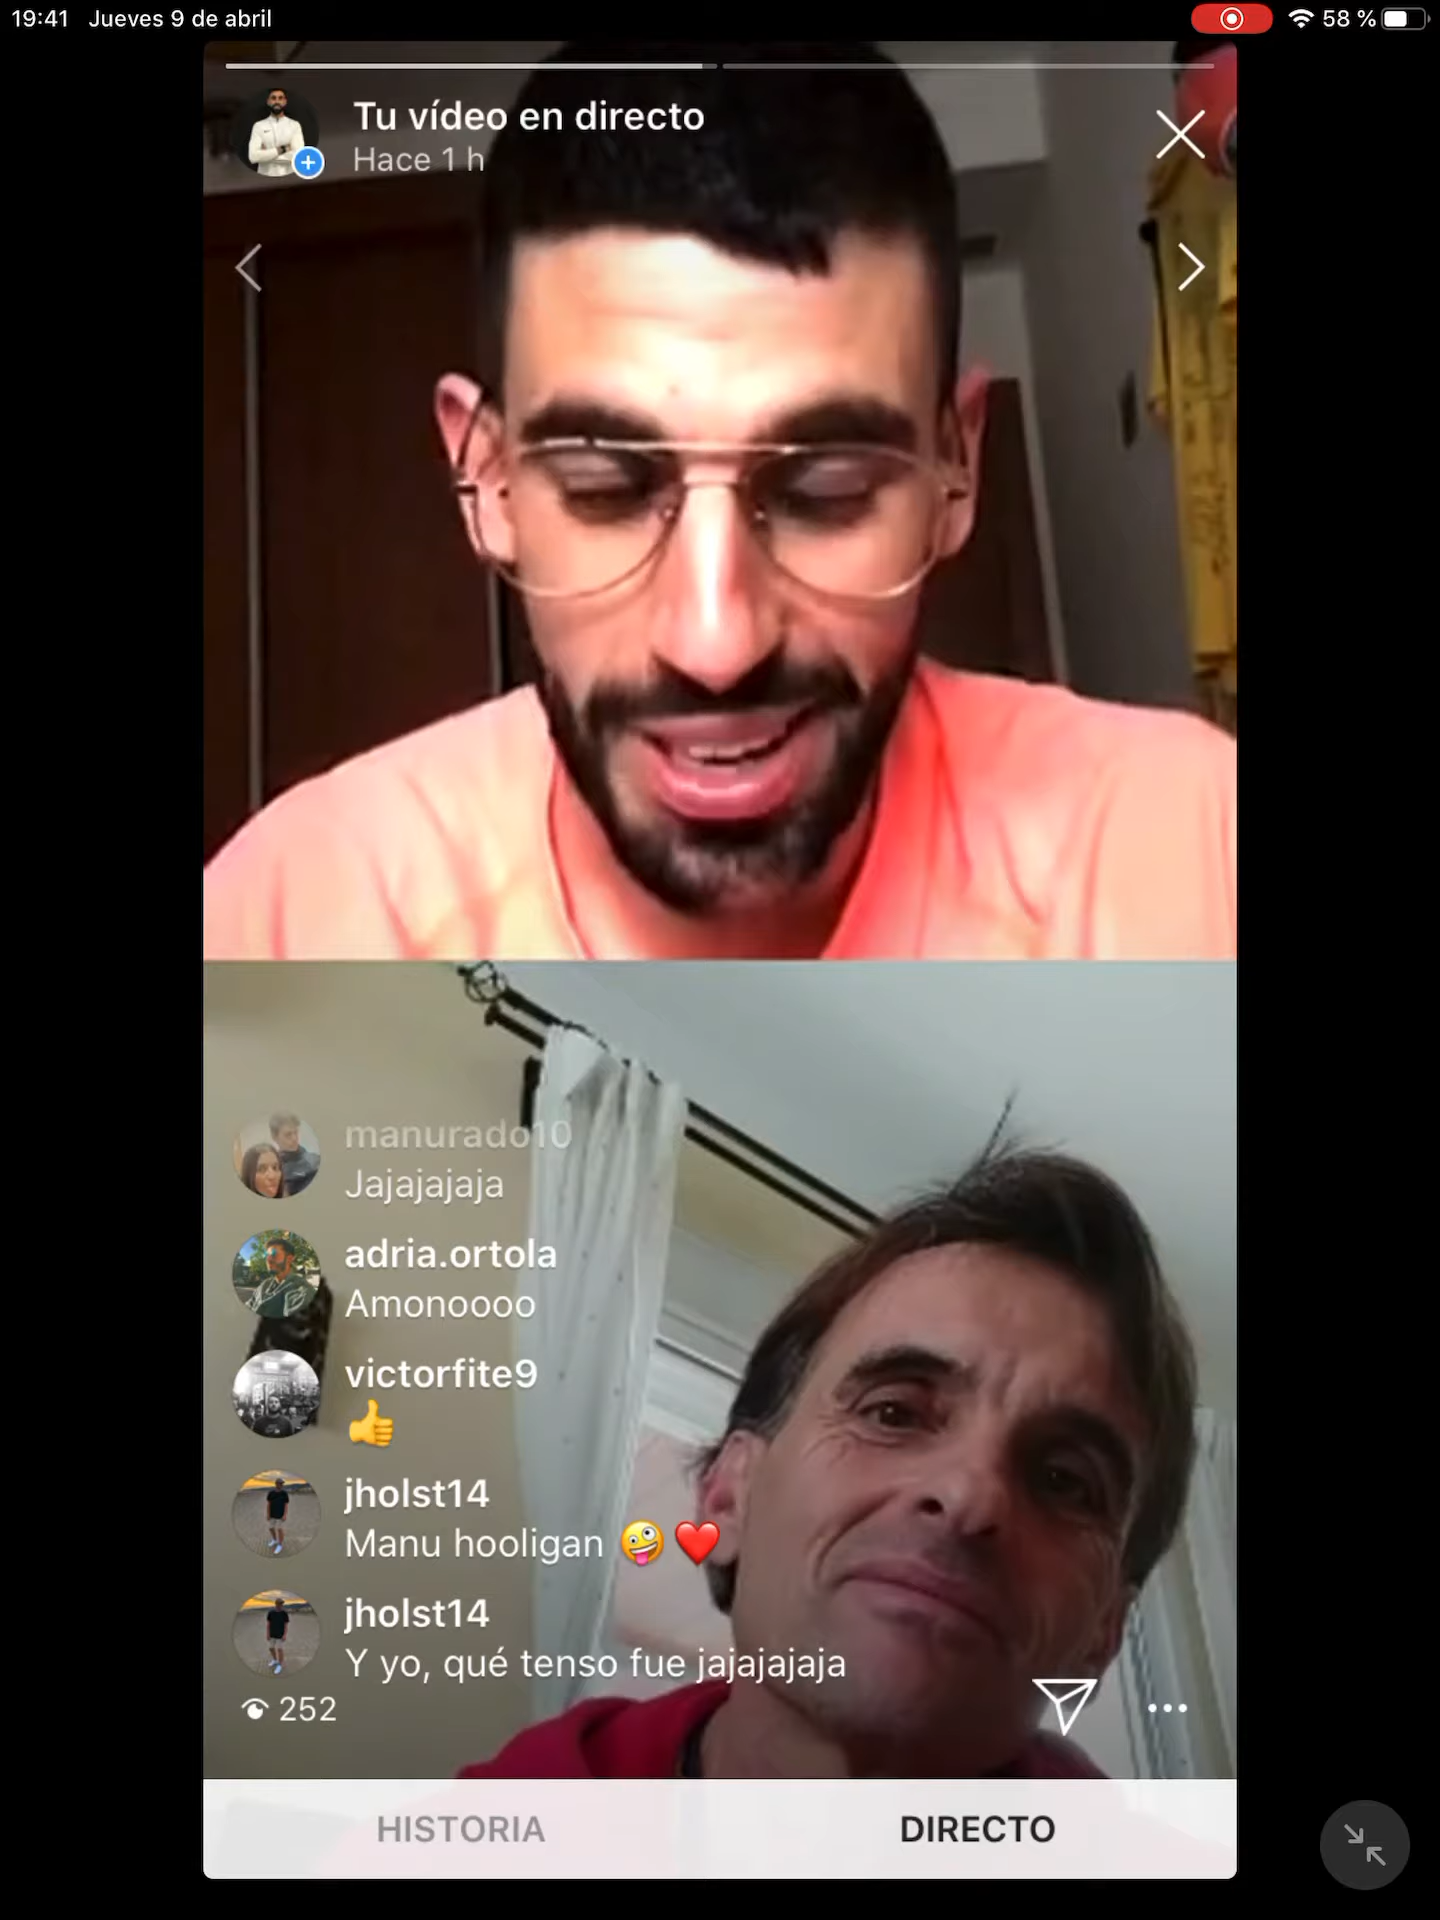 19:41 Jueves 9 de abril
58 %
Tu vídeo en directo
Hace 1 h
manurado10
Jajajajaja
adria.ortola
Amonoooo
victorfite9
👍
jholst14
Manu hooligan 🤪❤️
jholst14
Y yo, qué tenso fue jajajajaja
252
HISTORIA
DIRECTO